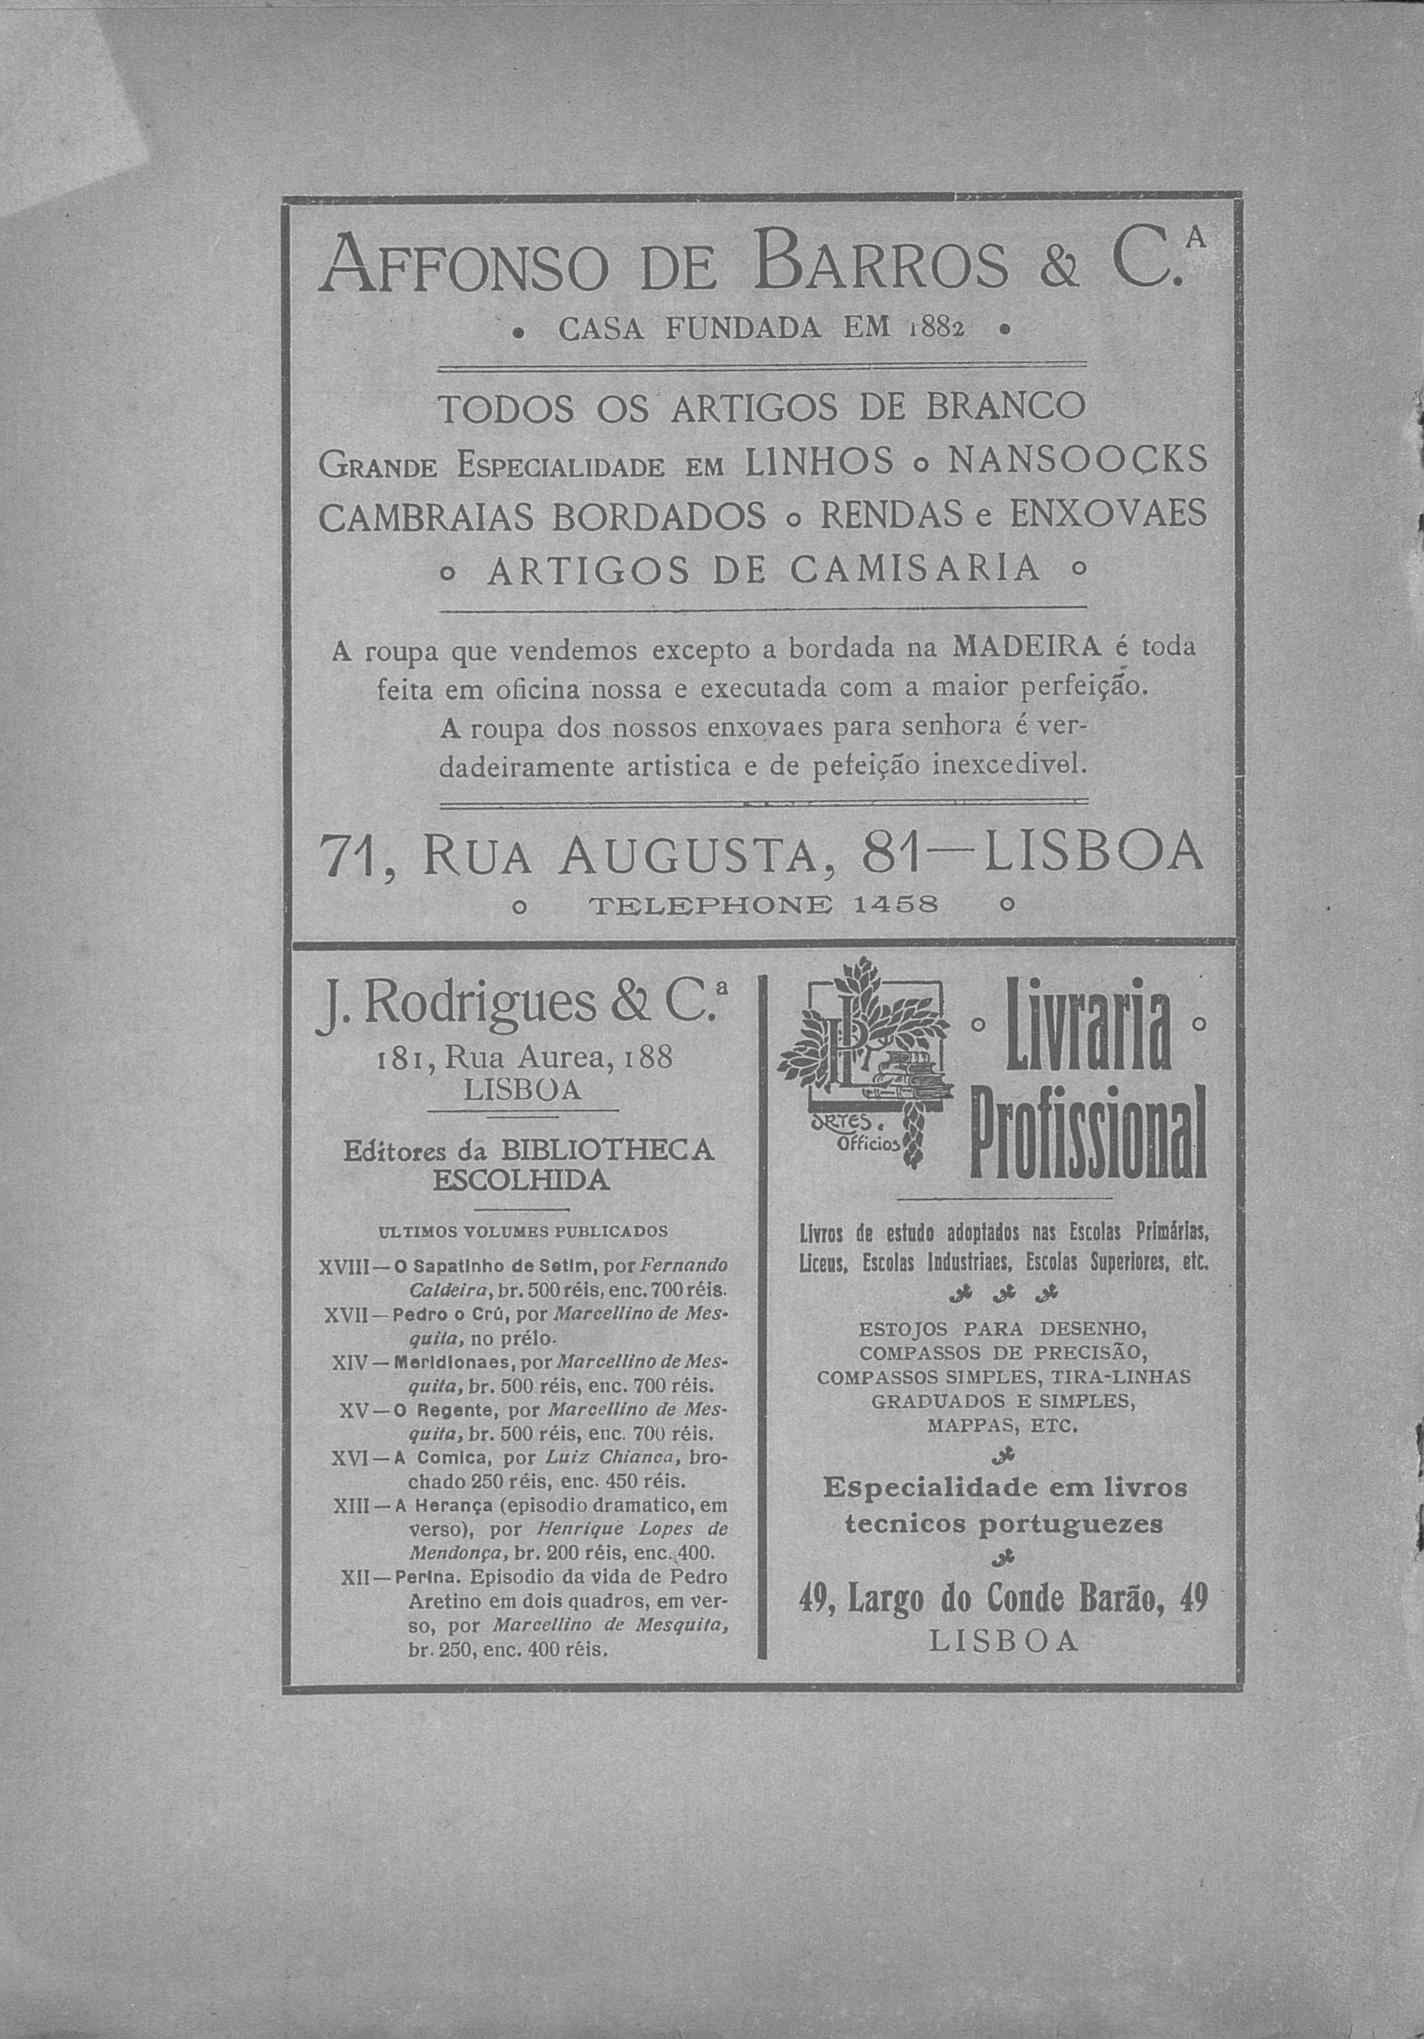 AFFONSO DE BARROS & C.A
• CASA FUNDADA EM 1882 •
TODOS OS ARTIGOS DE BRANCO
GRANDE ESPECIALIDADE EM LINHOS o NANSOOCKS
CAMBRAIAS BORDADOS o RENDAS e ENXOVAES
o ARTIGOS DE CAMISARIA o
A roupa que vendemos excepto a bordada na MADEIRA é toda
feita em oficina nossa e executada com a maior perfeição.
A roupa dos nossos enxovaes para senhora é ver-
dadeiramente artistica e de pefeição inexcedivel.
71, RUA AUGUSTA, 81—LISBOA
o TELEPHONE 1458 o
J. Rodrigues & C.ª
181, Rua Aurea, 188
LISBOA
Editores da BIBLIOTHECA
ESCOLHIDA
ULTIMOS VOLUMES PUBLICADOS
XVIII—O Sapatinho de Setim, por Fernando
Caldeira, br. 500 réis, enc. 700 réis.
XVII—Pedro o Crú, por Marcellino de Mes-
quita, no prélo.
XIV—Meridionaes, por Marcellino de Mes-
quita, br. 500 réis, enc. 700 réis.
XV—O Regente, por Marcellino de Mes-
quita, br. 500 réis, enc. 700 réis.
XVI—A Comica, por Luiz Chianca, bro-
chado 250 réis, enc. 450 réis.
XIII—A Herança (episodio dramatico, em
verso), por Henrique Lopes de
Mendonça, br. 200 réis, enc. 400.
XII—Perina. Episodio da vida de Pedro
Aretino em dois quadros, em ver-
so, por Marcellino de Mesquita,
br. 250, enc. 400 réis.
LP
ARTES.
Officios
o Livraria o
Profissional
Livros de estudo adoptados nas Escolas Primárias,
Liceus, Escolas Industriaes, Escolas Superiores, etc.
ESTOJOS PARA DESENHO,
COMPASSOS DE PRECISÃO,
COMPASSOS SIMPLES, TIRA-LINHAS
GRADUADOS E SIMPLES,
MAPPAS, ETC.
Especialidade em livros
tecnicos portuguezes
49, Largo do Conde Barão, 49
LISBOA